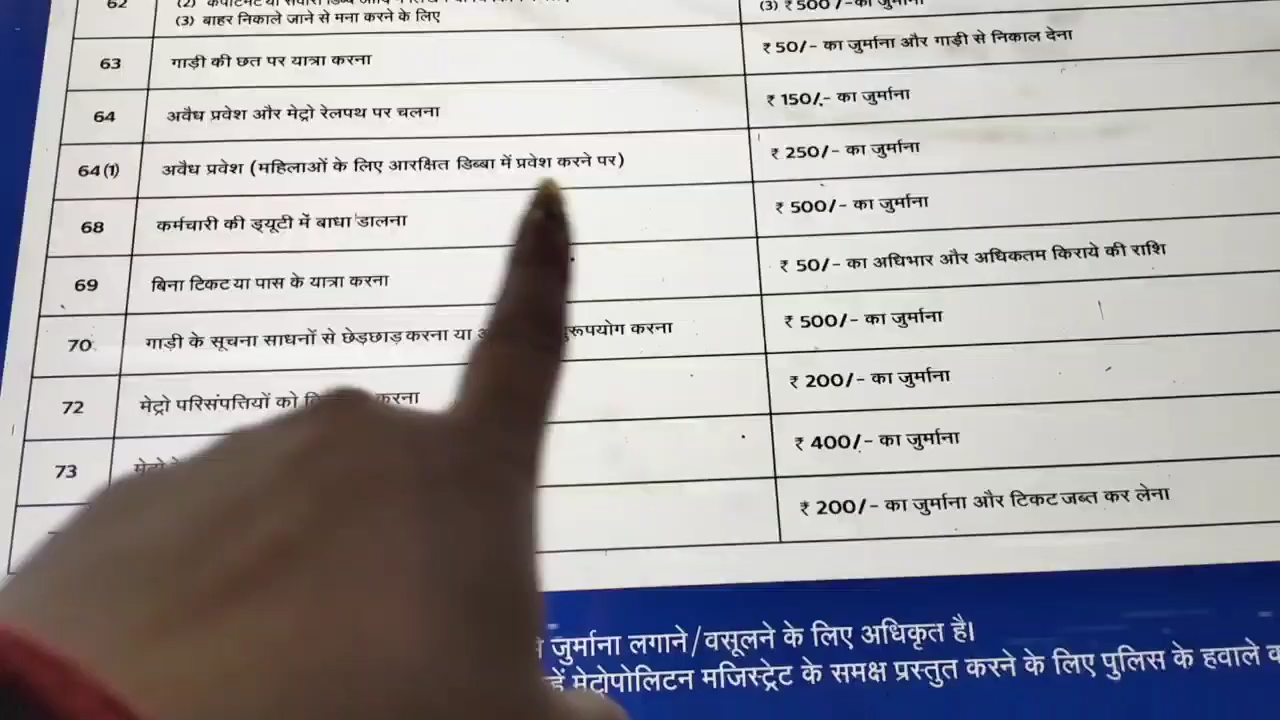 62
(3) बाहर निकाले जाने से मना करने के लिए
(3) ₹ 500/-का जुर्माना
63 गाड़ी की छत पर यात्रा करना ₹ 50/- का जुर्माना और गाड़ी से निकाल देना
64 अवैध प्रवेश और मेट्रो रेलपथ पर चलना ₹ 150/- का जुर्माना
64(1) अवैध प्रवेश (महिलाओं के लिए आरक्षित डिब्बा में प्रवेश करने पर) ₹ 250/- का जुर्माना
68 कर्मचारी की ड्यूटी में बाधा डालना ₹ 500/- का जुर्माना
69 बिना टिकट या पास के यात्रा करना ₹ 50/- का अधिभार और अधिकतम किराये की राशि
70 गाड़ी के सूचना साधनों से छेड़छाड़ करना या करना ₹ 500/- का जुर्माना
72 मेट्रो परिसंपत्तियों को करना ₹ 200/- का जुर्माना
73 ₹ 400/- का जुर्माना
₹ 200/- का जुर्माना और टिकट जब्त कर लेना
जुर्माना लगाने/वसूलने के लिए अधिकृत है।
मेट्रोपोलिटन मजिस्ट्रेट के समक्ष प्रस्तुत करने के लिए पुलिस के हवाले